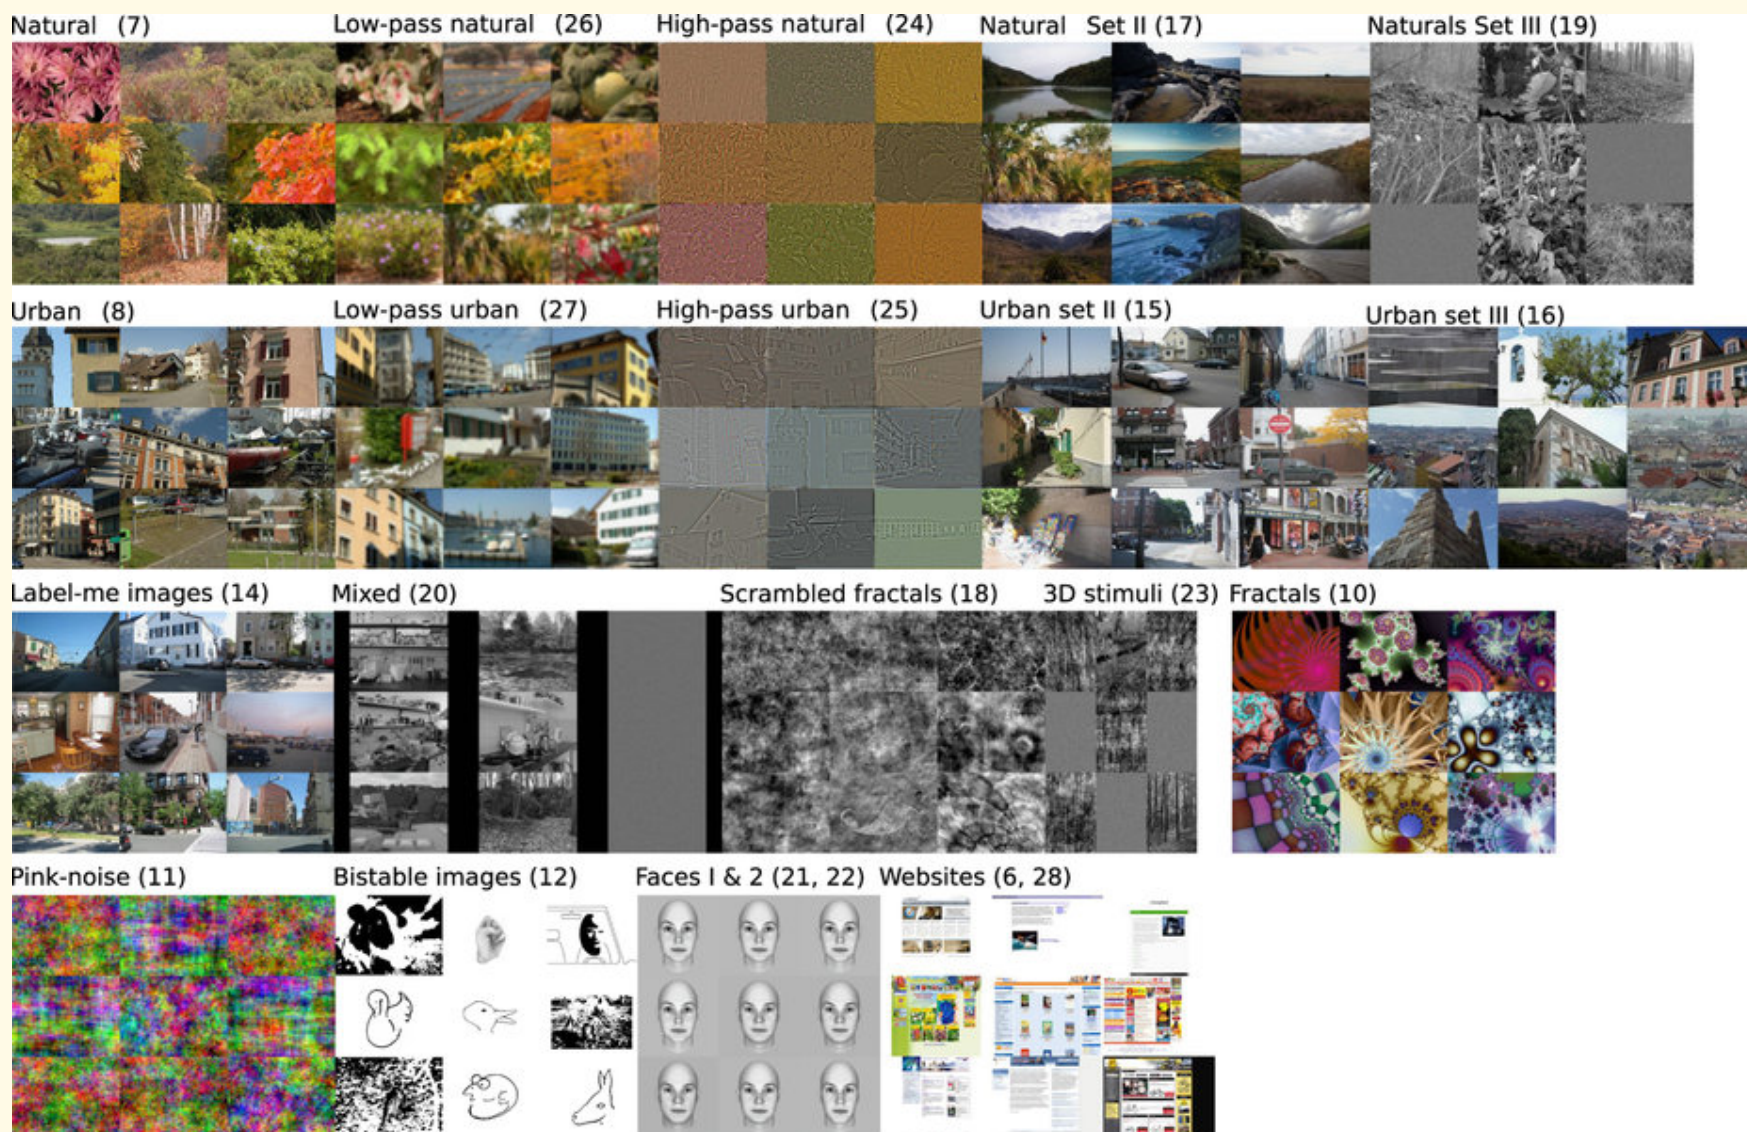 Natural (7)
Low-pass natural (26)
High-pass natural (24)
Natural Set II (17)
Naturals Set III (19)
Urban (8)
Low-pass urban (27)
High-pass urban (25)
Urban set II (15)
Urban set III (16)
Label-me images (14)
Mixed (20)
Scrambled fractals (18)
3D stimuli (23)
Fractals (10)
Pink-noise (11)
Bistable images (12)
Faces I & 2 (21, 22)
Websites (6, 28)